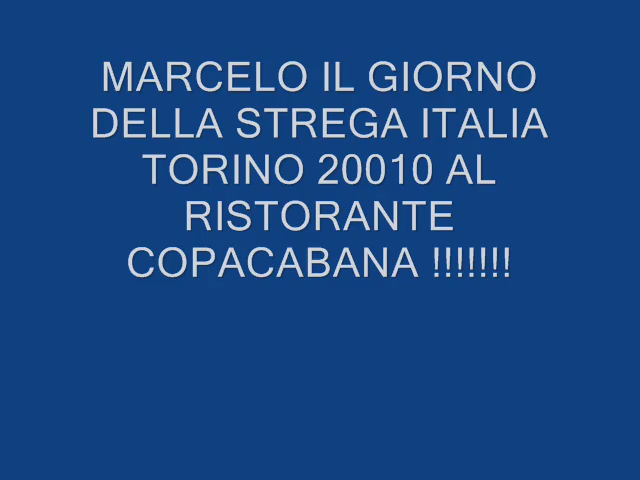 MARCELO IL GIORNO
DELLA STREGA ITALIA
TORINO 20010 AL
RISTORANTE
COPACABANA !!!!!!!